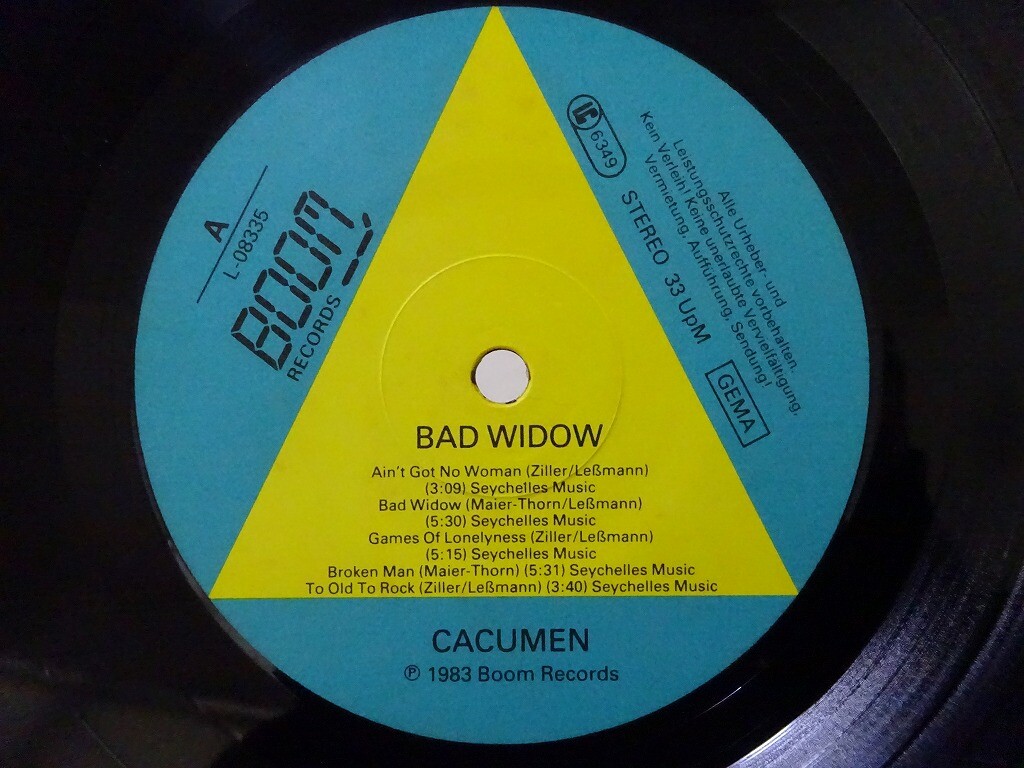 A
L-08335
BOOM
RECORDS
LC 6349
STEREO 33 UpM
Alle Urheber- und
Leistungsschutzrechte vorbehalten.
Kein Verleih! Keine unerlaubte Vervielfältigung,
Vermietung, Aufführung, Sendung!
GEMA
BAD WIDOW
Ain't Got No Woman (Ziller/Leßmann)
(3:09) Seychelles Music
Bad Widow (Maier-Thorn/Leßmann)
(5:30) Seychelles Music
Games Of Lonelyness (Ziller/Leßmann)
(5:15) Seychelles Music
Broken Man (Maier-Thorn) (5:31) Seychelles Music
To Old To Rock (Ziller/Leßmann) (3:40) Seychelles Music
CACUMEN
℗ 1983 Boom Records